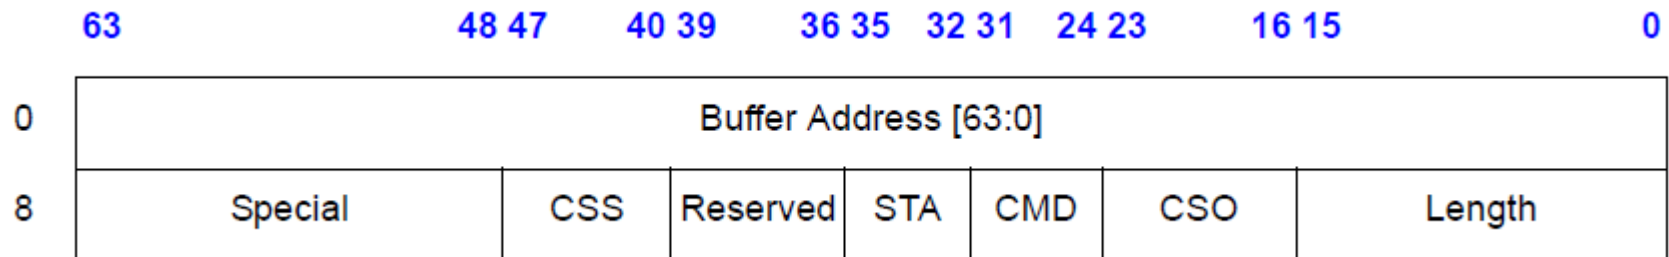 63 48 47 40 39 36 35 32 31 24 23 16 15 0
0 Buffer Address [63:0]
8 Special CSS Reserved STA CMD CSO Length